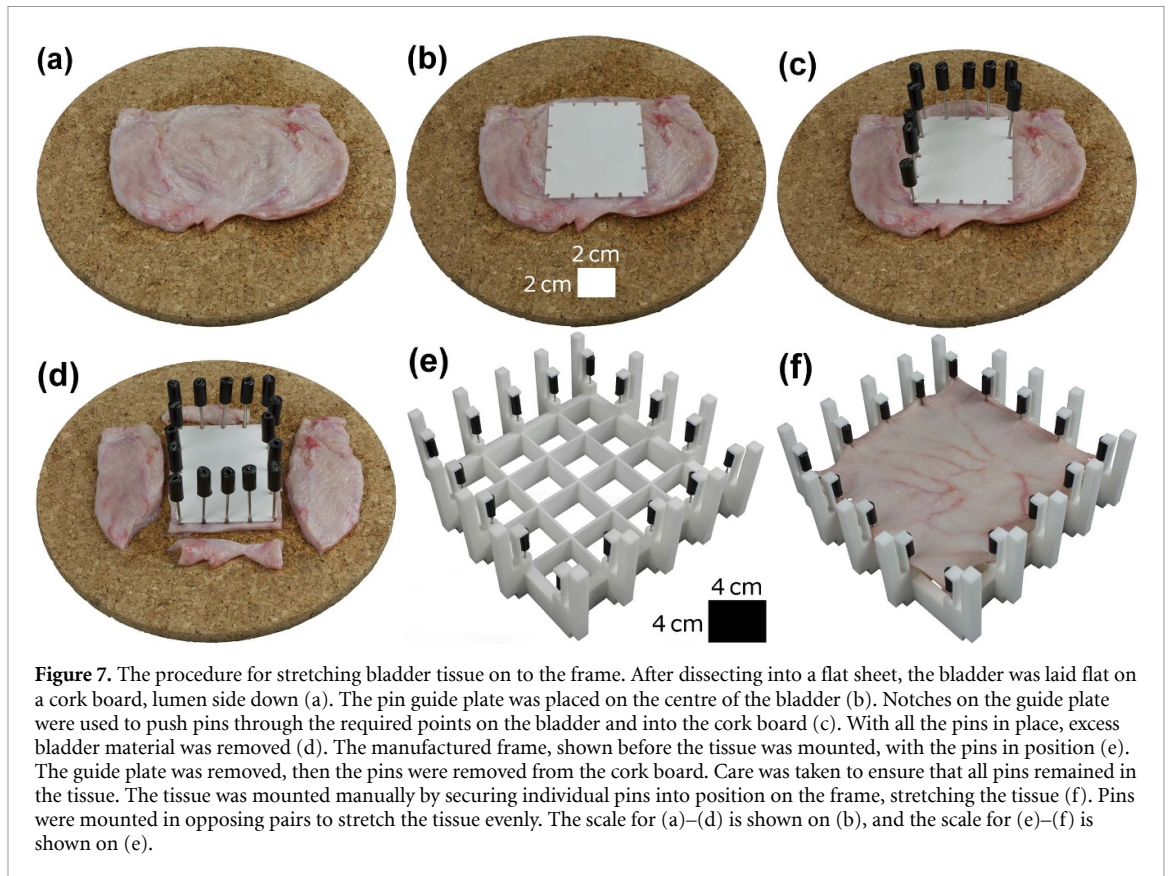 (a)
(b)
(c)
2 cm
2 cm
(d)
(e)
(f)
4 cm
4 cm
Figure 7. The procedure for stretching bladder tissue on to the frame. After dissecting into a flat sheet, the bladder was laid flat on
a cork board, lumen side down (a). The pin guide plate was placed on the centre of the bladder (b). Notches on the guide plate
were used to push pins through the required points on the bladder and into the cork board (c). With all the pins in place, excess
bladder material was removed (d). The manufactured frame, shown before the tissue was mounted, with the pins in position (e).
The guide plate was removed, then the pins were removed from the cork board. Care was taken to ensure that all pins remained in
the tissue. The tissue was mounted manually by securing individual pins into position on the frame, stretching the tissue (f). Pins
were mounted in opposing pairs to stretch the tissue evenly. The scale for (a)–(d) is shown on (b), and the scale for (e)–(f) is
shown on (e).